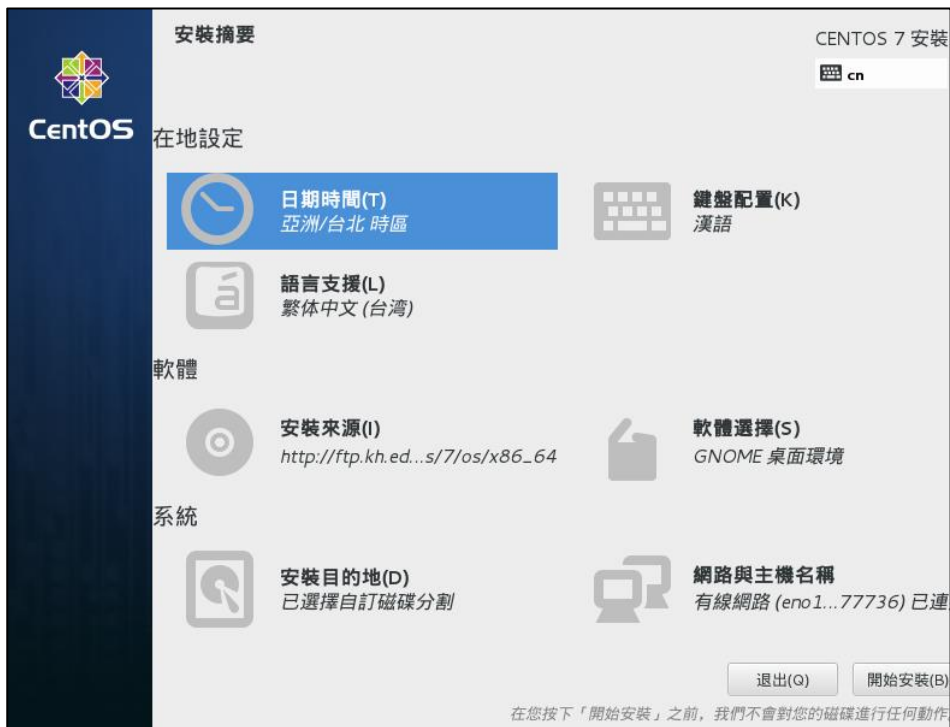 安裝摘要
CENTOS 7 安裝
cn
CentOS
在地設定
日期時間(T)
亞洲/台北 時區
鍵盤配置(K)
漢語
語言支援(L)
繁体中文 (台湾)
軟體
安裝來源(I)
http://ftp.kh.ed...s/7/os/x86_64
軟體選擇(S)
GNOME 桌面環境
系統
安裝目的地(D)
已選擇自訂磁碟分割
網路與主機名稱
有線網路 (eno1...77736) 已連
退出(Q)
開始安裝(B)
在您按下「開始安裝」之前，我們不會對您的磁碟進行任何動作